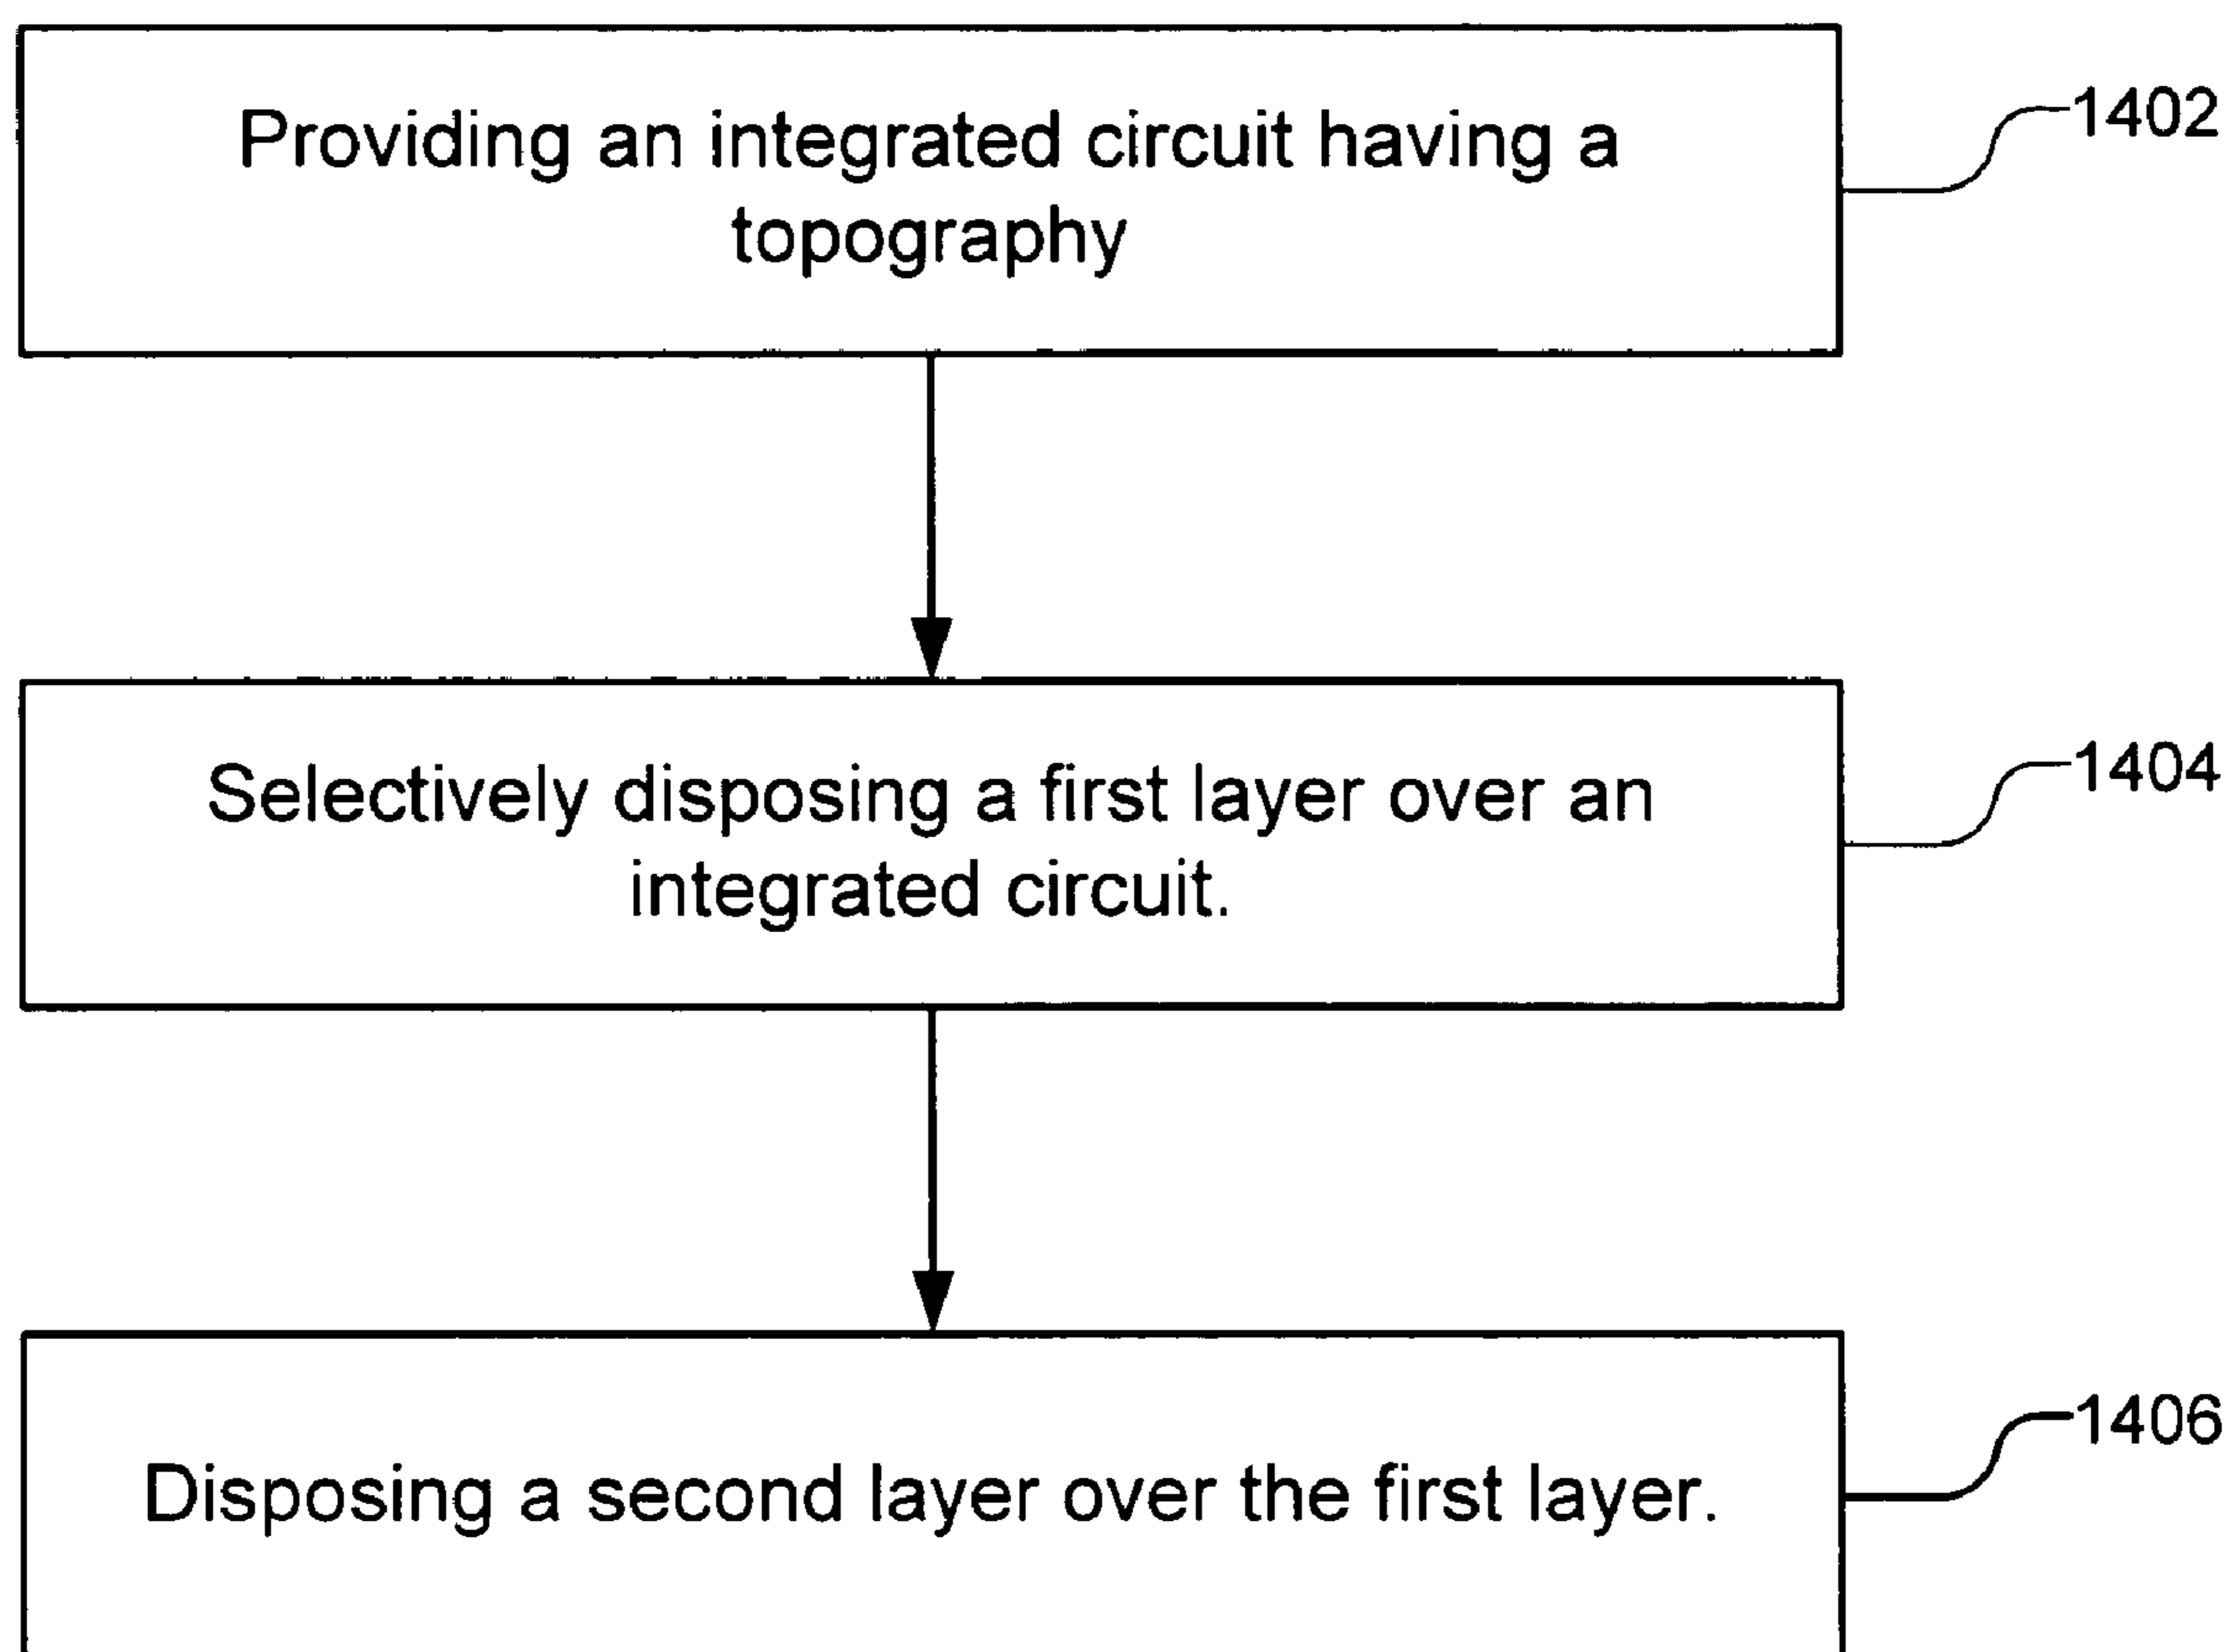 Providing an integrated circuit having a
topography
1402
Selectively disposing a first layer over an
integrated circuit.
1404
Disposing a second layer over the first layer.
1406